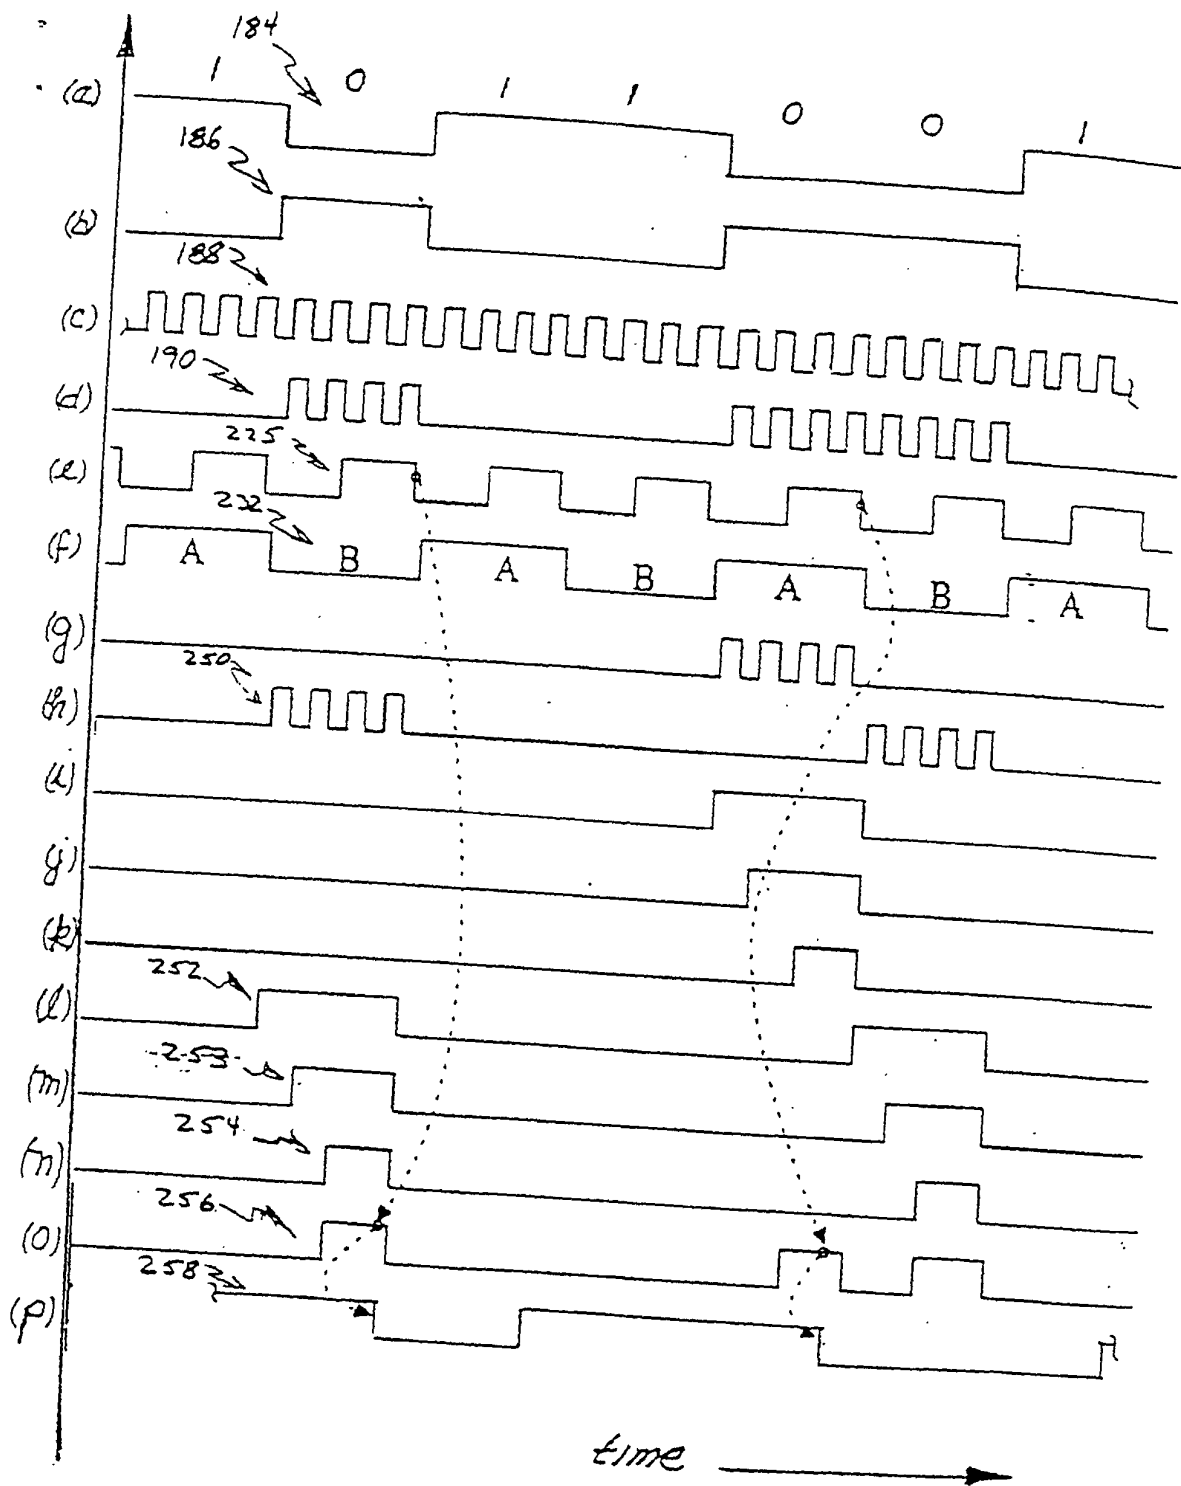 184
1 0 1 1 0 0 1
(a)
186
(b)
188
(c)
190
(d)
225
(e)
232
(f) A B A B A B A
(g)
250
(h)
(i)
(j)
(k)
252
(l)
253
(m)
254
(n)
256
(o)
258
(p)
time